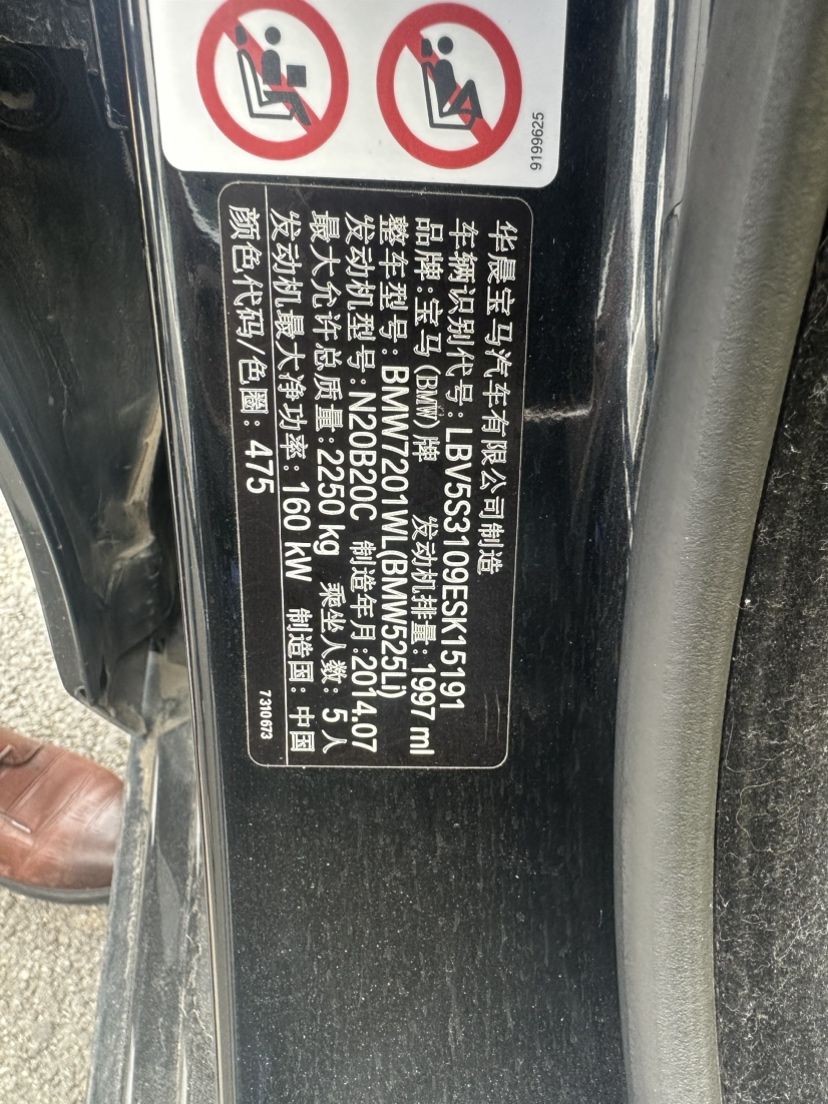 9199625
华晨宝马汽车有限公司制造
车辆识别代号：LBV5S3109ESK15191
品牌：宝马(BMW)牌 发动机排量：1997 ml
整车型号：BMW7201WL(BMW525Li)
发动机型号：N20B20C 制造年月：2014.07
最大允许总质量：2250 kg 乘坐人数：5人
发动机最大净功率：160 kW 制造国：中国
颜色代码/色圈：475
7310673